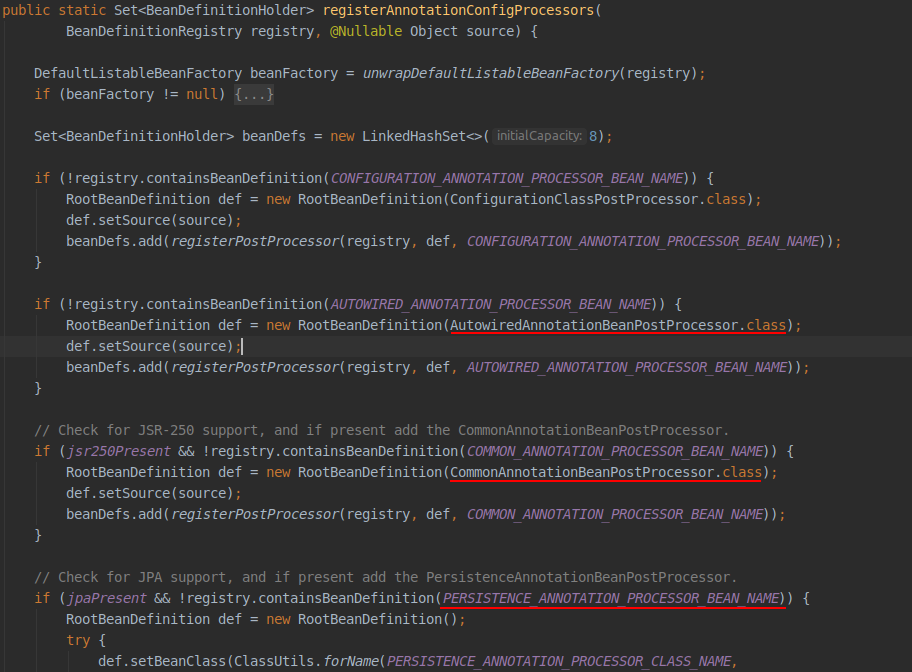 public static Set<BeanDefinitionHolder> registerAnnotationConfigProcessors(
BeanDefinitionRegistry registry, @Nullable Object source) {
DefaultListableBeanFactory beanFactory = unwrapDefaultListableBeanFactory(registry);
if (beanFactory != null) {...}
Set<BeanDefinitionHolder> beanDefs = new LinkedHashSet<>( initialCapacity: 8);
if (!registry.containsBeanDefinition(CONFIGURATION_ANNOTATION_PROCESSOR_BEAN_NAME)) {
RootBeanDefinition def = new RootBeanDefinition(ConfigurationClassPostProcessor.class);
def.setSource(source);
beanDefs.add(registerPostProcessor(registry, def, CONFIGURATION_ANNOTATION_PROCESSOR_BEAN_NAME));
}
if (!registry.containsBeanDefinition(AUTOWIRED_ANNOTATION_PROCESSOR_BEAN_NAME)) {
RootBeanDefinition def = new RootBeanDefinition(AutowiredAnnotationBeanPostProcessor.class);
def.setSource(source);
beanDefs.add(registerPostProcessor(registry, def, AUTOWIRED_ANNOTATION_PROCESSOR_BEAN_NAME));
}
// Check for JSR-250 support, and if present add the CommonAnnotationBeanPostProcessor.
if (jsr250Present && !registry.containsBeanDefinition(COMMON_ANNOTATION_PROCESSOR_BEAN_NAME)) {
RootBeanDefinition def = new RootBeanDefinition(CommonAnnotationBeanPostProcessor.class);
def.setSource(source);
beanDefs.add(registerPostProcessor(registry, def, COMMON_ANNOTATION_PROCESSOR_BEAN_NAME));
}
// Check for JPA support, and if present add the PersistenceAnnotationBeanPostProcessor.
if (jpaPresent && !registry.containsBeanDefinition(PERSISTENCE_ANNOTATION_PROCESSOR_BEAN_NAME)) {
RootBeanDefinition def = new RootBeanDefinition();
try {
def.setBeanClass(ClassUtils.forName(PERSISTENCE_ANNOTATION_PROCESSOR_CLASS_NAME,